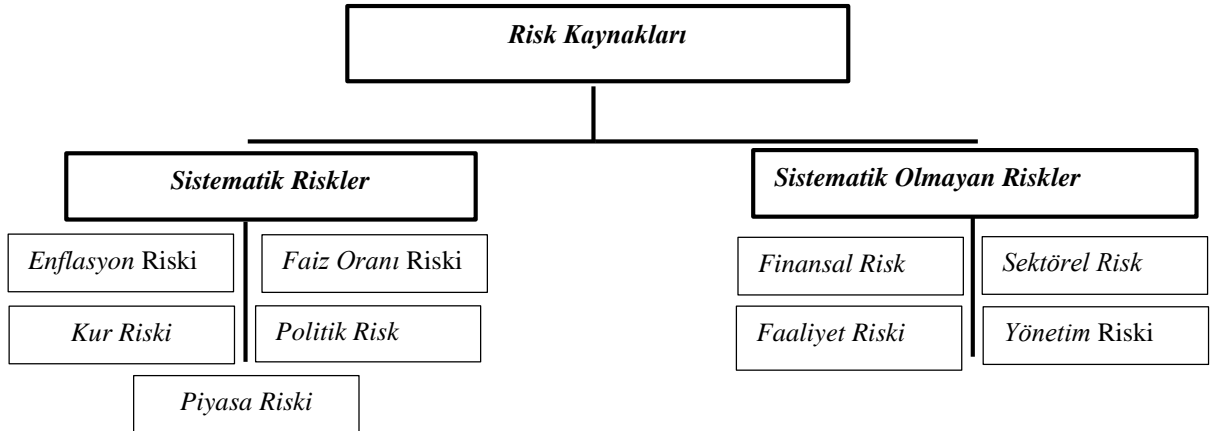 Risk Kaynakları
Sistematik Riskler
Enflasyon Riski
Faiz Oranı Riski
Kur Riski
Politik Risk
Piyasa Riski
Sistematik Olmayan Riskler
Finansal Risk
Sektörel Risk
Faaliyet Riski
Yönetim Riski